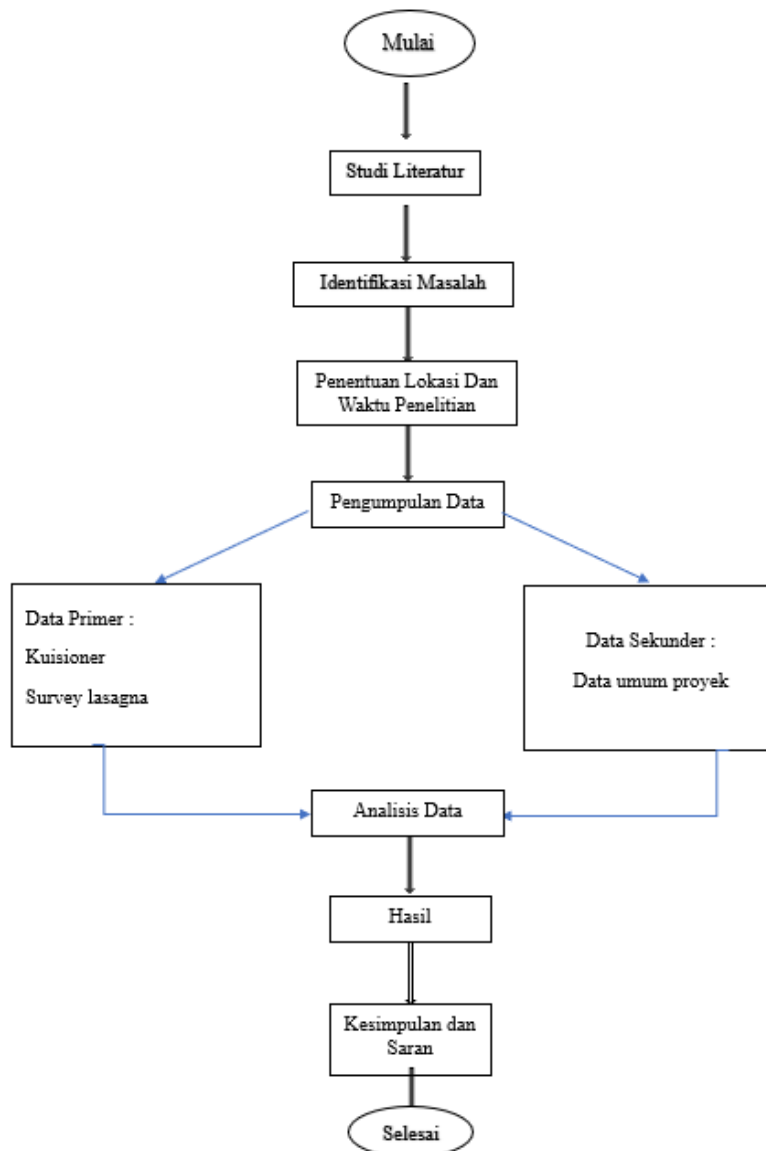 Mulai
Studi Literatur
Identifikasi Masalah
Penentuan Lokasi Dan
Waktu Penelitian
Pengumpulan Data
Data Primer :
Kuisioner
Survey lasagna
Data Sekunder :
Data umum proyek
Analisis Data
Hasil
Kesimpulan dan
Saran
Selesai